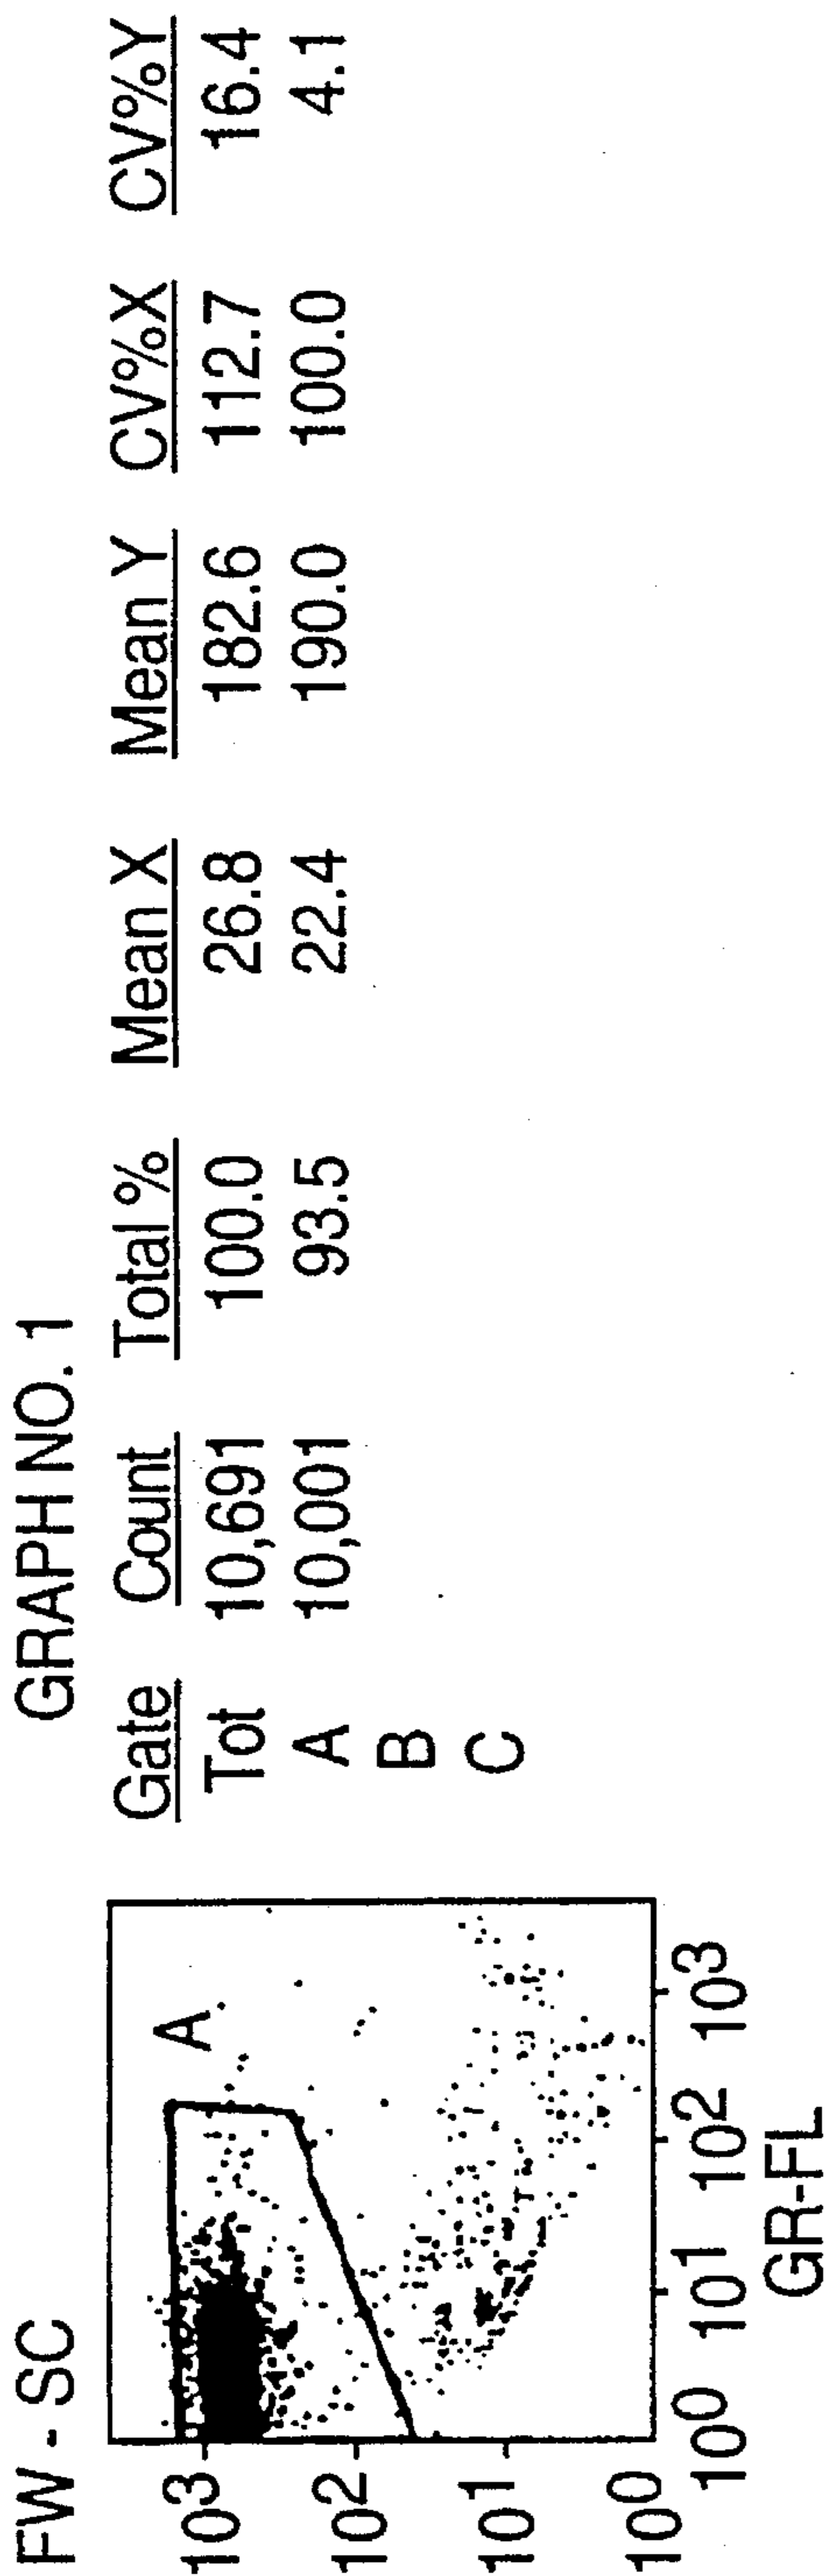 GRAPH NO. 1
FW - SC
A
10³
10²
10¹
10⁰
10⁰ 10¹ 10² 10³
GR-FL
Gate Count Total % Mean X Mean Y CV%X CV%Y
Tot 10,691 100.0 26.8 182.6 112.7 16.4
A 10,001 93.5 22.4 190.0 100.0 4.1
B
C